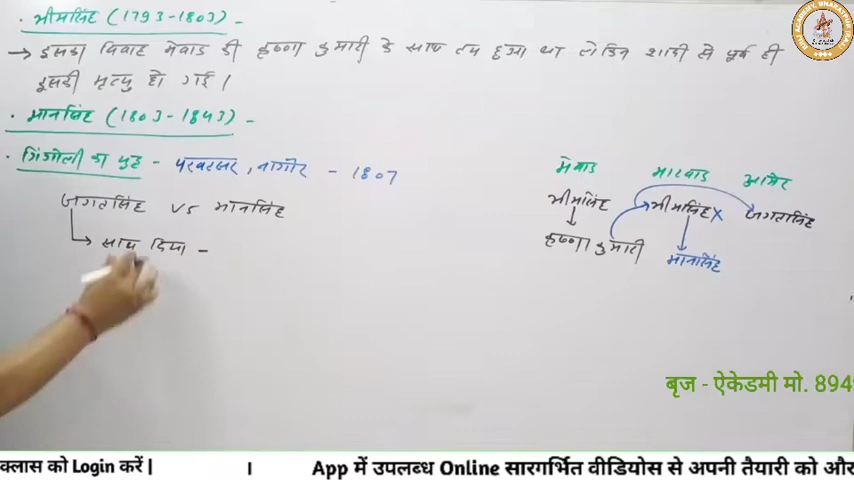 · भीमसिंह (1793-1803) -
→ इसका विवाह मेवाड की कृष्णा कुमारी के साथ तय हुआ था लेकिन शादी से पूर्व ही
इसकी मृत्यु हो गई।
· मानसिंह (1803-1843) -
· गिंगोली का युद्ध - परबतसर, नागौर - 1807
जगतसिंह vs मानसिंह
साथ दिया -
मेवाड मारवाड आमेर
भीमसिंह भीमसिंह X जगतसिंह
कृष्णा कुमारी मानसिंह
बृज - ऐकेडमी मो. 894
क्लास को Login करें | । App में उपलब्ध Online सारगर्भित वीडियोस से अपनी तैयारी को और